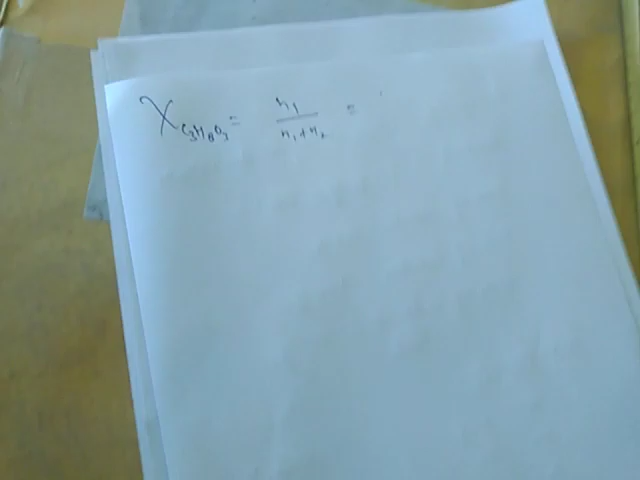 X C₃H₈O₃ = n₁ / n₁+n₂ =